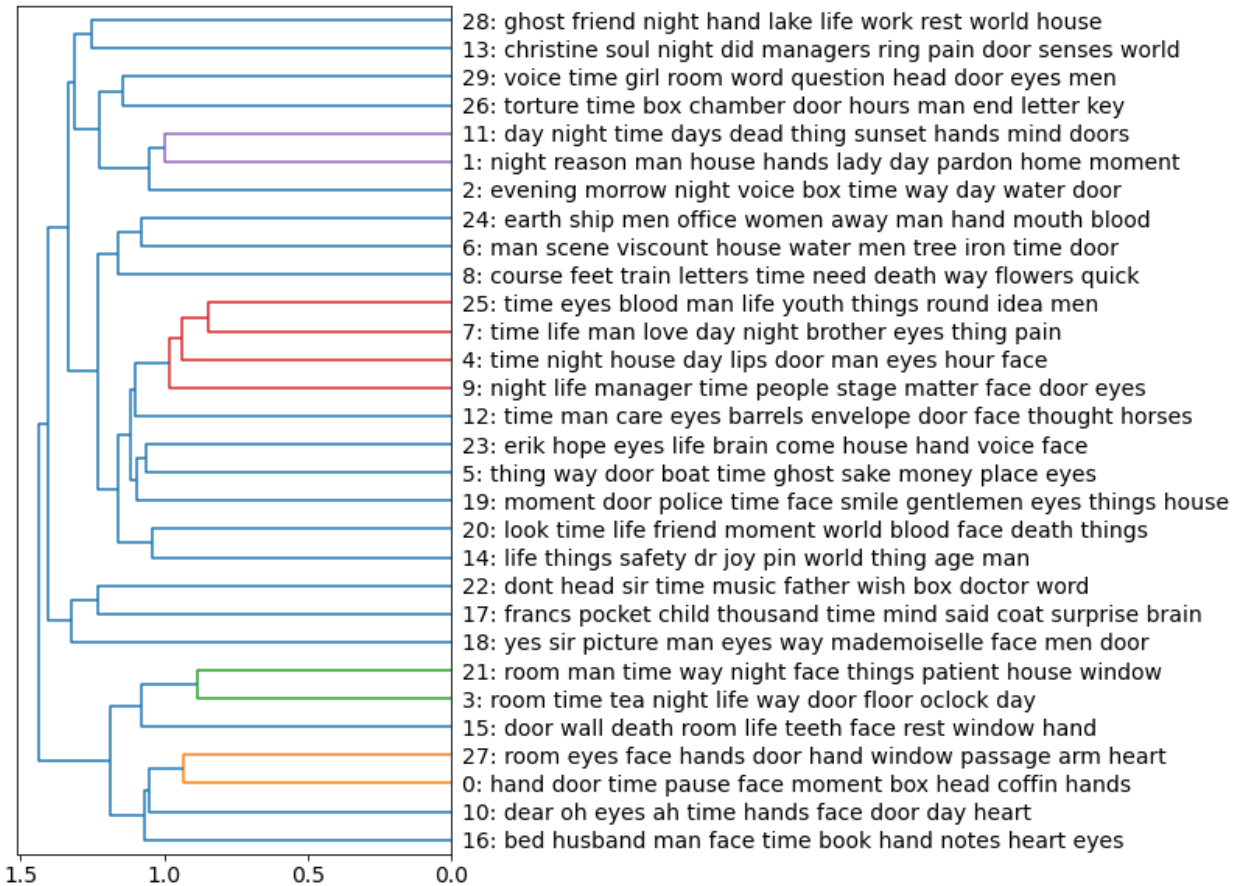 28: ghost friend night hand lake life work rest world house
13: christine soul night did managers ring pain door senses world
29: voice time girl room word question head door eyes men
26: torture time box chamber door hours man end letter key
11: day night time days dead thing sunset hands mind doors
1: night reason man house hands lady day pardon home moment
2: evening morrow night voice box time way day water door
24: earth ship men office women away man hand mouth blood
6: man scene viscount house water men tree iron time door
8: course feet train letters time need death way flowers quick
25: time eyes blood man life youth things round idea men
7: time life man love day night brother eyes thing pain
4: time night house day lips door man eyes hour face
9: night life manager time people stage matter face door eyes
12: time man care eyes barrels envelope door face thought horses
23: erik hope eyes life brain come house hand voice face
5: thing way door boat time ghost sake money place eyes
19: moment door police time face smile gentlemen eyes things house
20: look time life friend moment world blood face death things
14: life things safety dr joy pin world thing age man
22: dont head sir time music father wish box doctor word
17: francs pocket child thousand time mind said coat surprise brain
18: yes sir picture man eyes way mademoiselle face men door
21: room man time way night face things patient house window
3: room time tea night life way door floor oclock day
15: door wall death room life teeth face rest window hand
27: room eyes face hands door hand window passage arm heart
0: hand door time pause face moment box head coffin hands
10: dear oh eyes ah time hands face door day heart
16: bed husband man face time book hand notes heart eyes
1.5 1.0 0.5 0.0